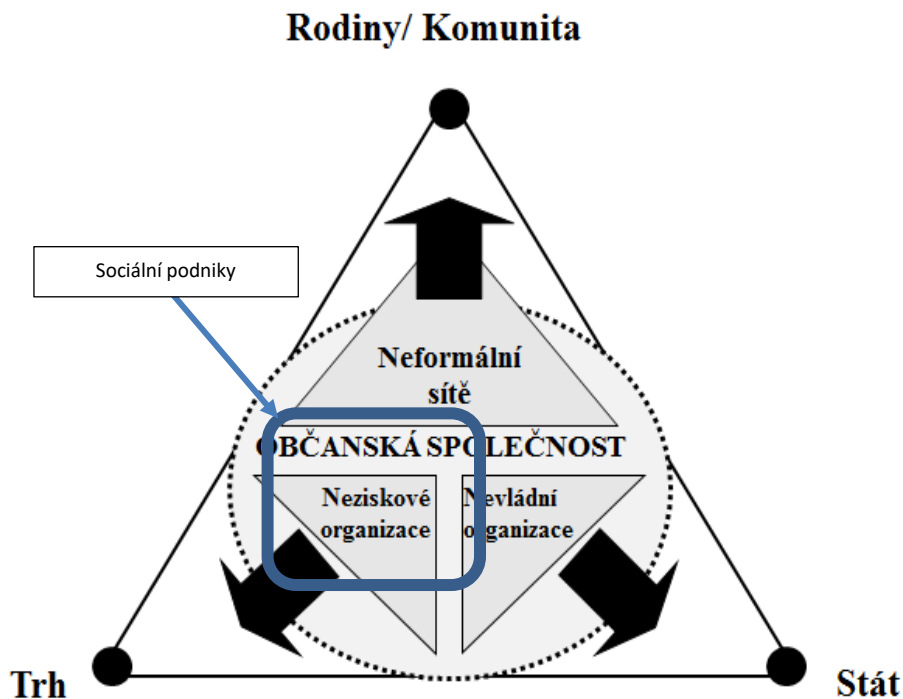 Rodiny/ Komunita
Sociální podniky
Neformální
sítě
OBČANSKÁ SPOLEČNOST
Neziskové
organizace
Nevládní
organizace
Trh
Stát